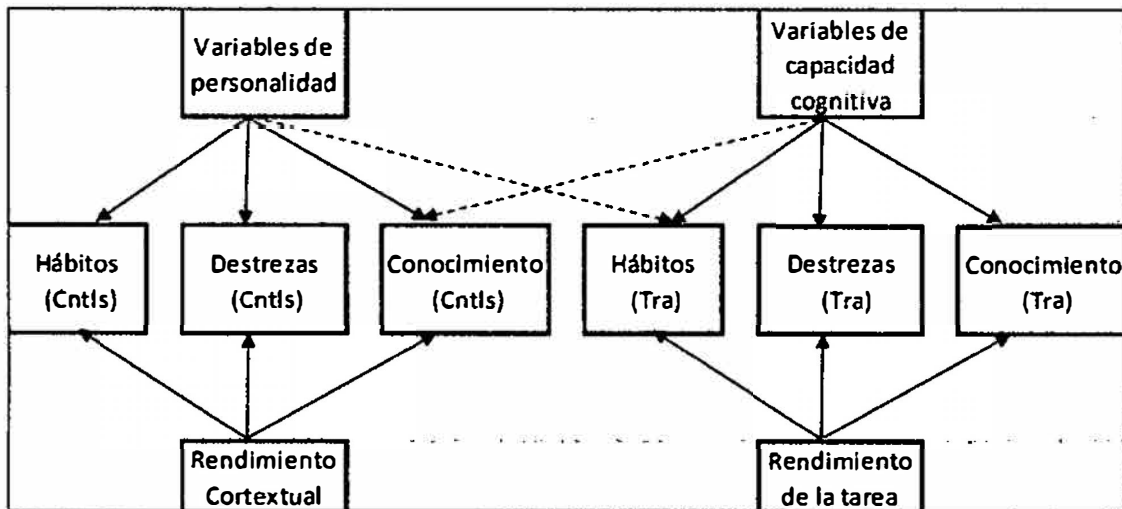 Variables de
personalidad
Variables de
capacidad
cognitiva
Hábitos
(Cntls)
Destrezas
(Cntls)
Conocimiento
(Cntls)
Hábitos
(Tra)
Destrezas
(Tra)
Conocimiento
(Tra)
Rendimiento
Cortextual
Rendimiento
de la tarea